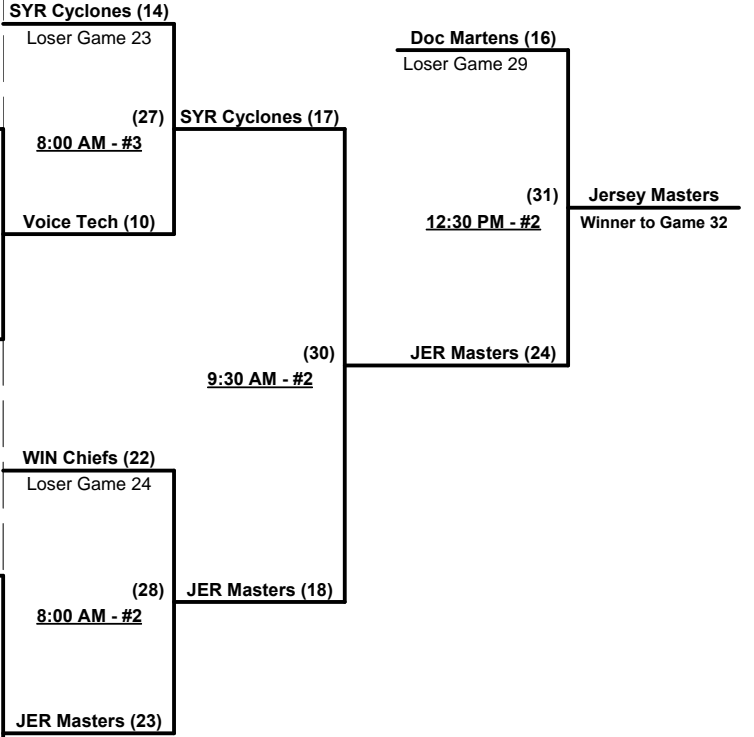 SYR Cyclones (14)
Loser Game 23
Doc Martens (16)
Loser Game 29
(27)
SYR Cyclones (17)
8:00 AM - #3
(31)
Jersey Masters
Voice Tech (10)
12:30 PM - #2
Winner to Game 32
(30)
JER Masters (24)
9:30 AM - #2
WIN Chiefs (22)
Loser Game 24
(28)
JER Masters (18)
8:00 AM - #2
JER Masters (23)